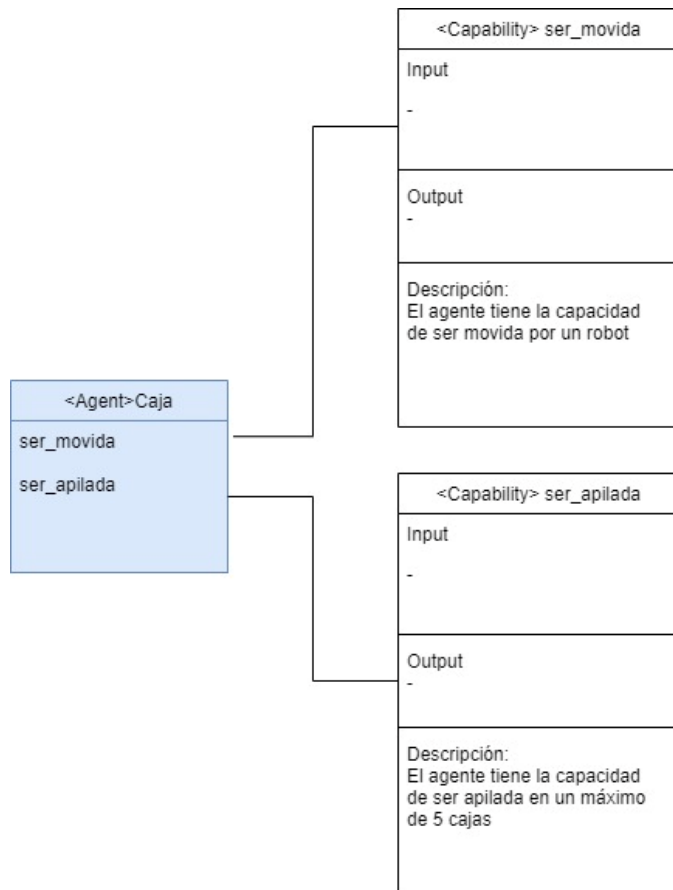 <Capability> ser_movida
Input
-
Output
-
Descripción:
El agente tiene la capacidad
de ser movida por un robot
<Agent>Caja
ser_movida
ser_apilada
<Capability> ser_apilada
Input
-
Output
-
Descripción:
El agente tiene la capacidad
de ser apilada en un máximo
de 5 cajas